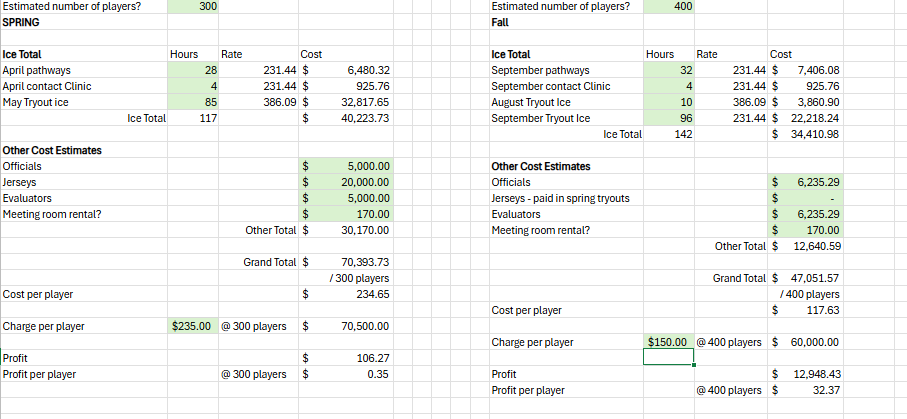 Estimated number of players? 300
SPRING
Ice Total Hours Rate Cost
April pathways 28 231.44 $ 6,480.32
April contact Clinic 4 231.44 $ 925.76
May Tryout ice 85 386.09 $ 32,817.65
Ice Total 117 $ 40,223.73
Other Cost Estimates
Officials $ 5,000.00
Jerseys $ 20,000.00
Evaluators $ 5,000.00
Meeting room rental? $ 170.00
Other Total $ 30,170.00
Grand Total $ 70,393.73
/ 300 players
Cost per player $ 234.65
Charge per player $235.00 @ 300 players $ 70,500.00
Profit $ 106.27
Profit per player @ 300 players $ 0.35
Estimated number of players? 400
Fall
Ice Total Hours Rate Cost
September pathways 32 231.44 $ 7,406.08
September contact Clinic 4 231.44 $ 925.76
August Tryout Ice 10 386.09 $ 3,860.90
September Tryout Ice 96 231.44 $ 22,218.24
Ice Total 142 $ 34,410.98
Other Cost Estimates
Officials $ 6,235.29
Jerseys - paid in spring tryouts $ -
Evaluators $ 6,235.29
Meeting room rental? $ 170.00
Other Total $ 12,640.59
Grand Total $ 47,051.57
/ 400 players
Cost per player $ 117.63
Charge per player $150.00 @ 400 players $ 60,000.00
Profit $ 12,948.43
Profit per player @ 400 players $ 32.37